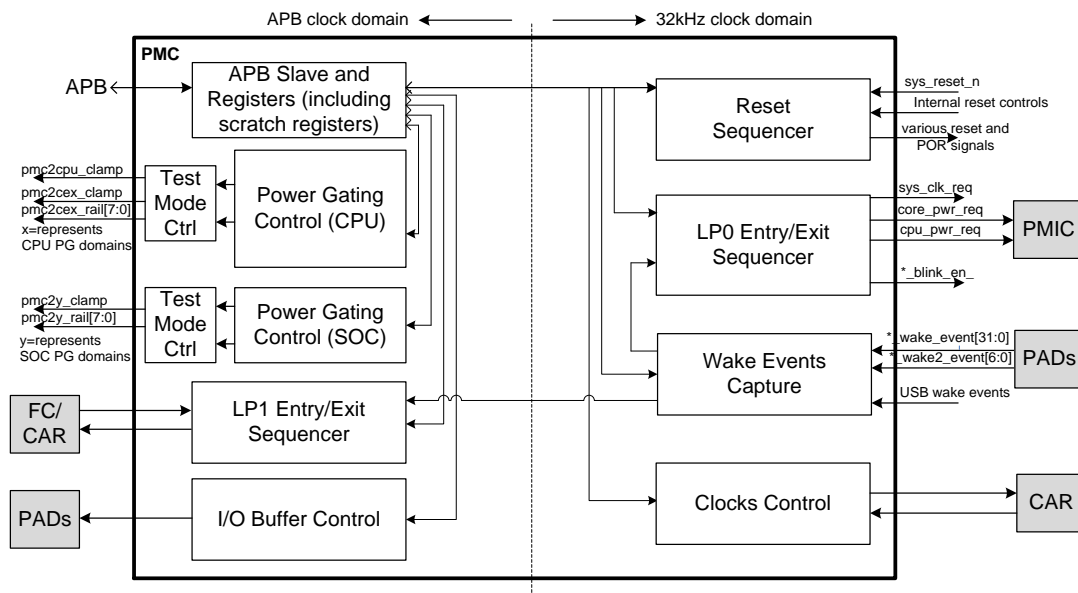 APB clock domain
32kHz clock domain
PMC
APB
APB Slave and
Registers (including
scratch registers)
Reset
Sequencer
sys_reset_n
Internal reset controls
various reset and
POR signals
pmc2cpu_clamp
pmc2cex_clamp
pmc2cex_rail[7:0]
x=represents
CPU PG domains
Test
Mode
Ctrl
Power Gating
Control (CPU)
LP0 Entry/Exit
Sequencer
sys_clk_req
core_pwr_req
cpu_pwr_req
*_blink_en_
PMIC
pmc2y_clamp
pmc2y_rail[7:0]
y=represents
SOC PG domains
Test
Mode
Ctrl
Power Gating
Control (SOC)
Wake Events
Capture
*_wake_event[31:0]
*_wake2_event[6:0]
USB wake events
PADs
FC/
CAR
LP1 Entry/Exit
Sequencer
PADs
I/O Buffer Control
Clocks Control
CAR